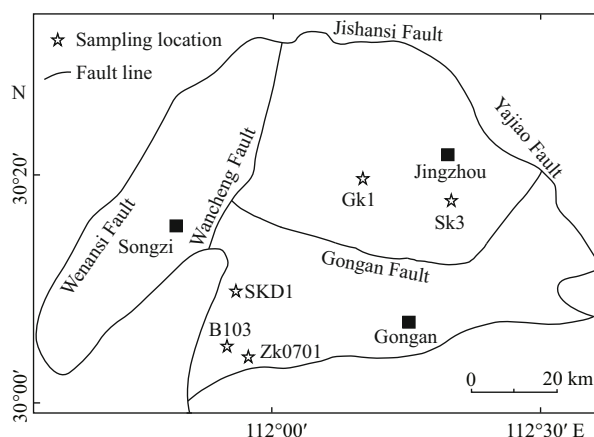 Sampling location
Fault line
Jishansi Fault
Yajiao Fault
N
30°20′
Wancheng Fault
Wenansi Fault
Jingzhou
Gk1
Sk3
Songzi
Gongan Fault
SKD1
B103
Zk0701
Gongan
0 20 km
30°00′
112°00′
112°30′ E